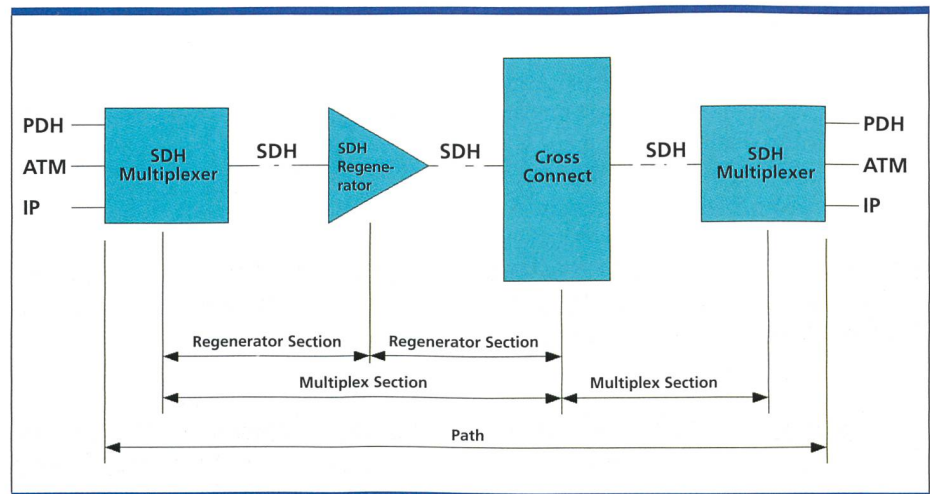 PDH
ATM
IP
SDH
Multiplexer
SDH
SDH
Regene-
rator
SDH
Cross
Connect
SDH
SDH
Multiplexer
PDH
ATM
IP
Regenerator Section
Regenerator Section
Multiplex Section
Multiplex Section
Path